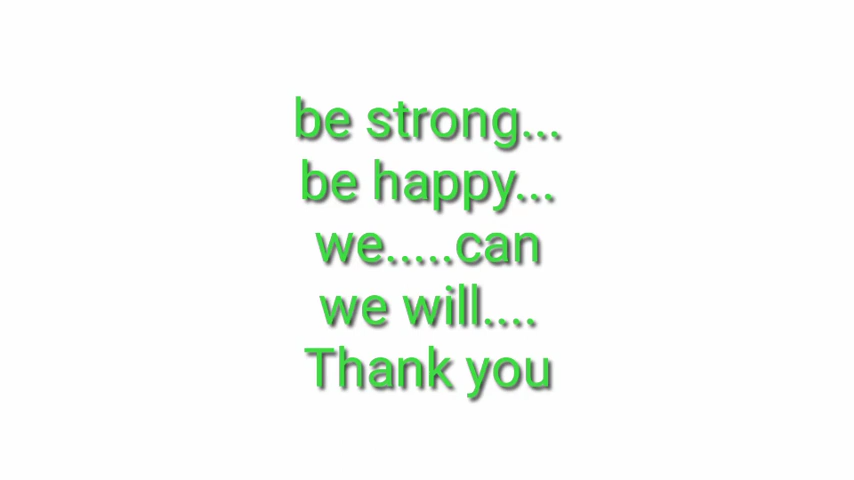 be strong...
be happy...
we.....can
we will....
Thank you